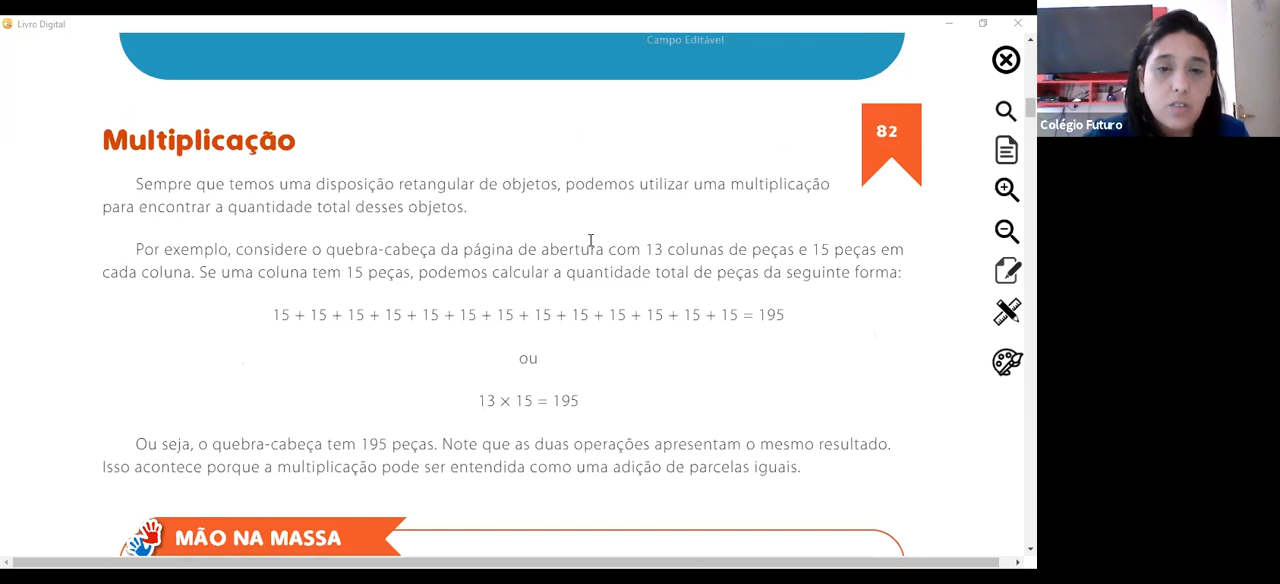 Livro Digital
Campo Editável
Multiplicação
82
Sempre que temos uma disposição retangular de objetos, podemos utilizar uma multiplicação
para encontrar a quantidade total desses objetos.
Por exemplo, considere o quebra-cabeça da página de abertura com 13 colunas de peças e 15 peças em
cada coluna. Se uma coluna tem 15 peças, podemos calcular a quantidade total de peças da seguinte forma:
15 + 15 + 15 + 15 + 15 + 15 + 15 + 15 + 15 + 15 + 15 + 15 + 15 = 195
ou
13 × 15 = 195
Ou seja, o quebra-cabeça tem 195 peças. Note que as duas operações apresentam o mesmo resultado.
Isso acontece porque a multiplicação pode ser entendida como uma adição de parcelas iguais.
MÃO NA MASSA
Colégio Futuro